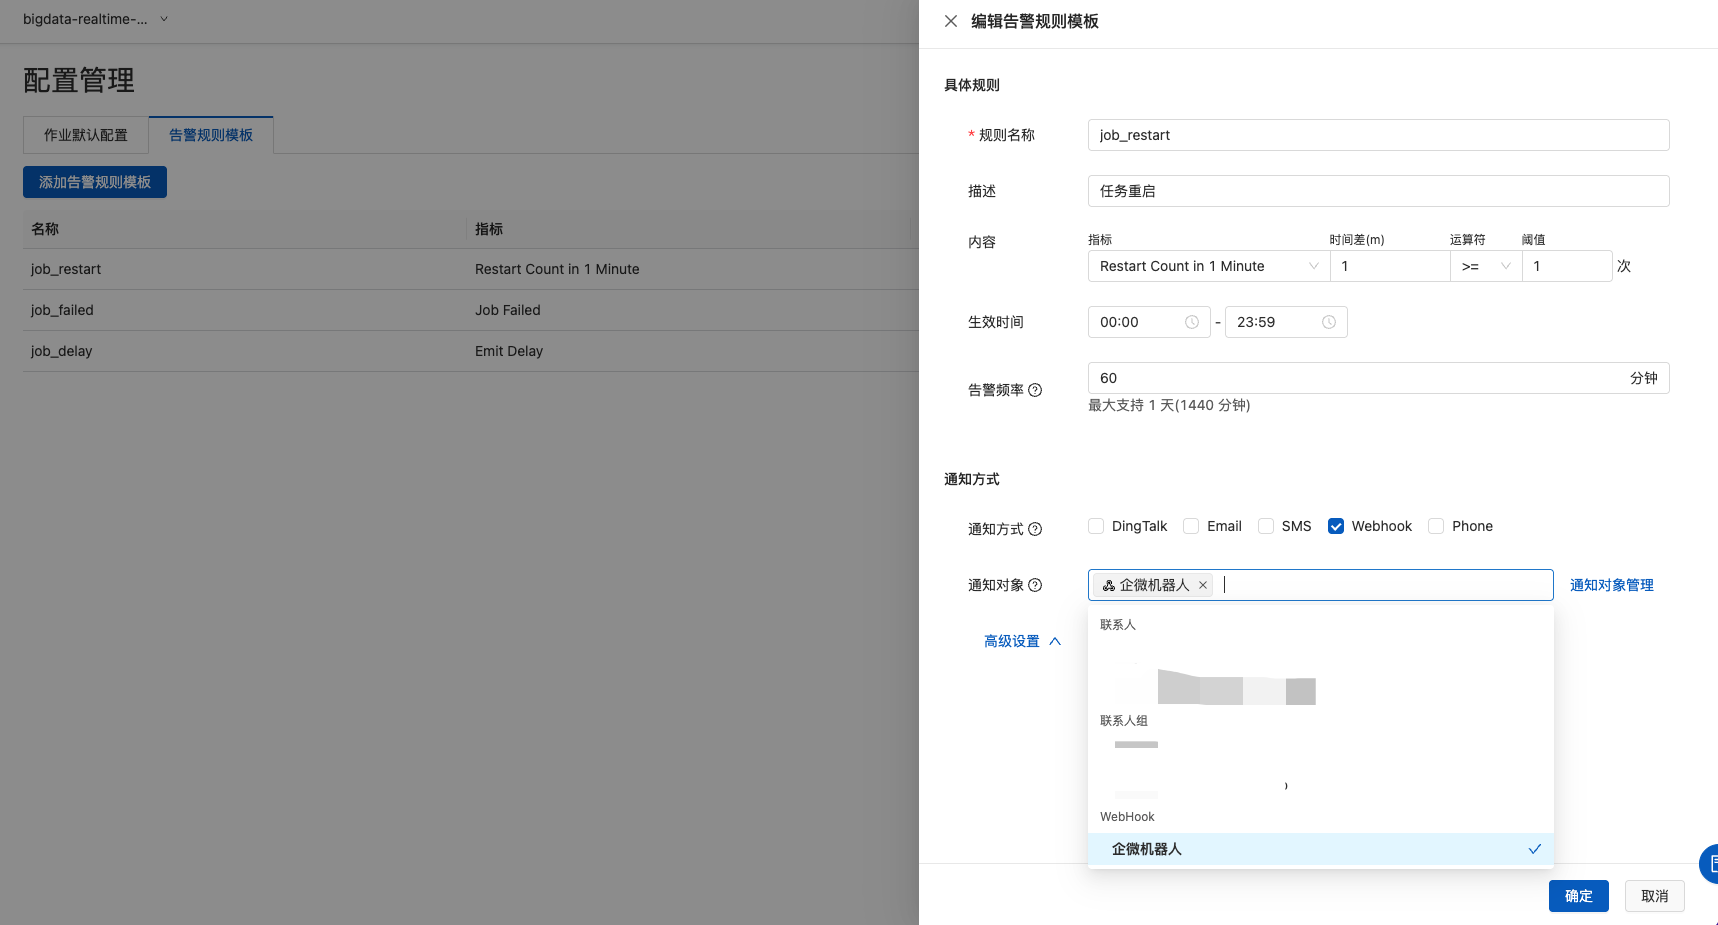 bigdata-realtime-...
配置管理
作业默认配置
告警规则模板
添加告警规则模板
名称 指标
job_restart Restart Count in 1 Minute
job_failed Job Failed
job_delay Emit Delay
编辑告警规则模板
具体规则
* 规则名称 job_restart
描述 任务重启
内容
指标 时间差(m) 运算符 阈值
Restart Count in 1 Minute 1 >= 1 次
生效时间 00:00 - 23:59
告警频率 60 分钟
最大支持 1 天(1440 分钟)
通知方式
通知方式 DingTalk Email SMS Webhook Phone
通知对象 企微机器人 通知对象管理
高级设置
联系人
联系人组
WebHook
企微机器人
确定 取消